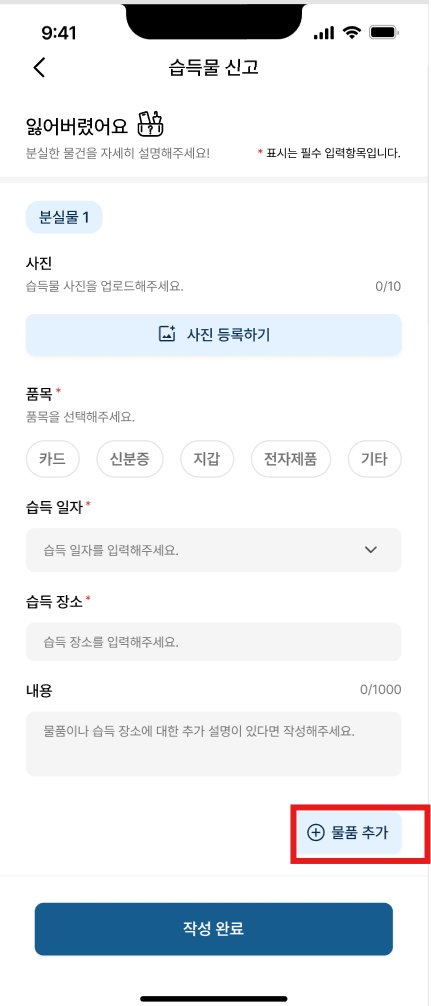 9:41
습득물 신고
잃어버렸어요
분실한 물건을 자세히 설명해주세요!
* 표시는 필수 입력항목입니다.
분실물 1
사진
습득물 사진을 업로드해주세요.
0/10
사진 등록하기
품목 *
품목을 선택해주세요.
카드 신분증 지갑 전자제품 기타
습득 일자 *
습득 일자를 입력해주세요.
습득 장소 *
습득 장소를 입력해주세요.
내용
0/1000
물품이나 습득 장소에 대한 추가 설명이 있다면 작성해주세요.
물품 추가
작성 완료